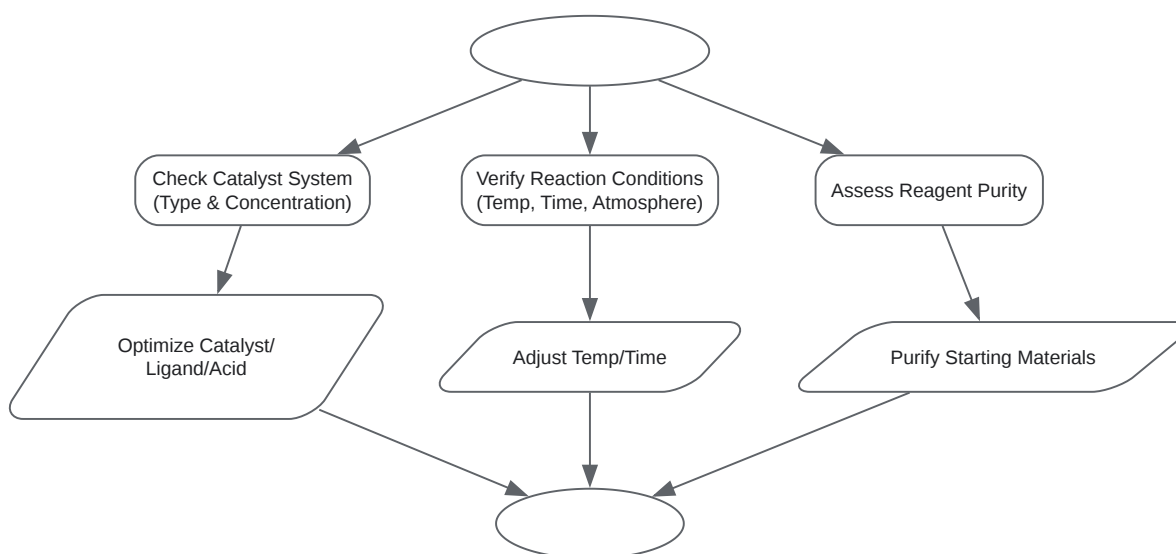 Check Catalyst System
(Type & Concentration)
Verify Reaction Conditions
(Temp, Time, Atmosphere)
Assess Reagent Purity
Optimize Catalyst/
Ligand/Acid
Adjust Temp/Time
Purify Starting Materials